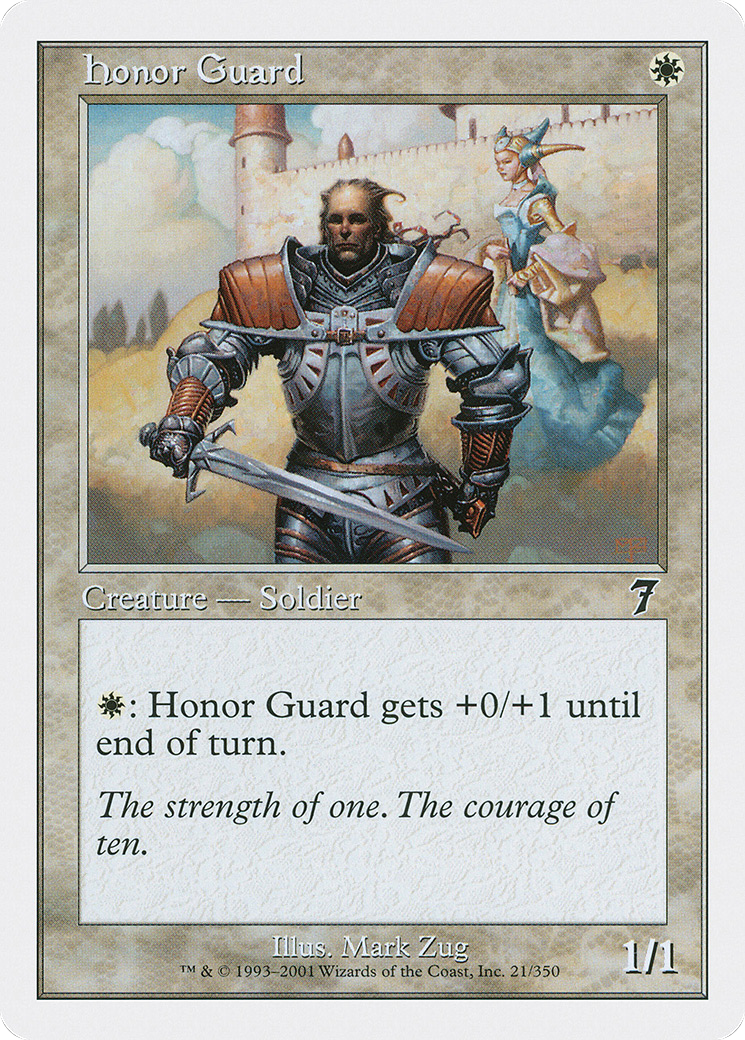 Honor Guard
Creature — Soldier
7
: Honor Guard gets +0/+1 until
end of turn.
The strength of one. The courage of
ten.
Illus. Mark Zug
™ & © 1993–2001 Wizards of the Coast, Inc. 21/350
1/1